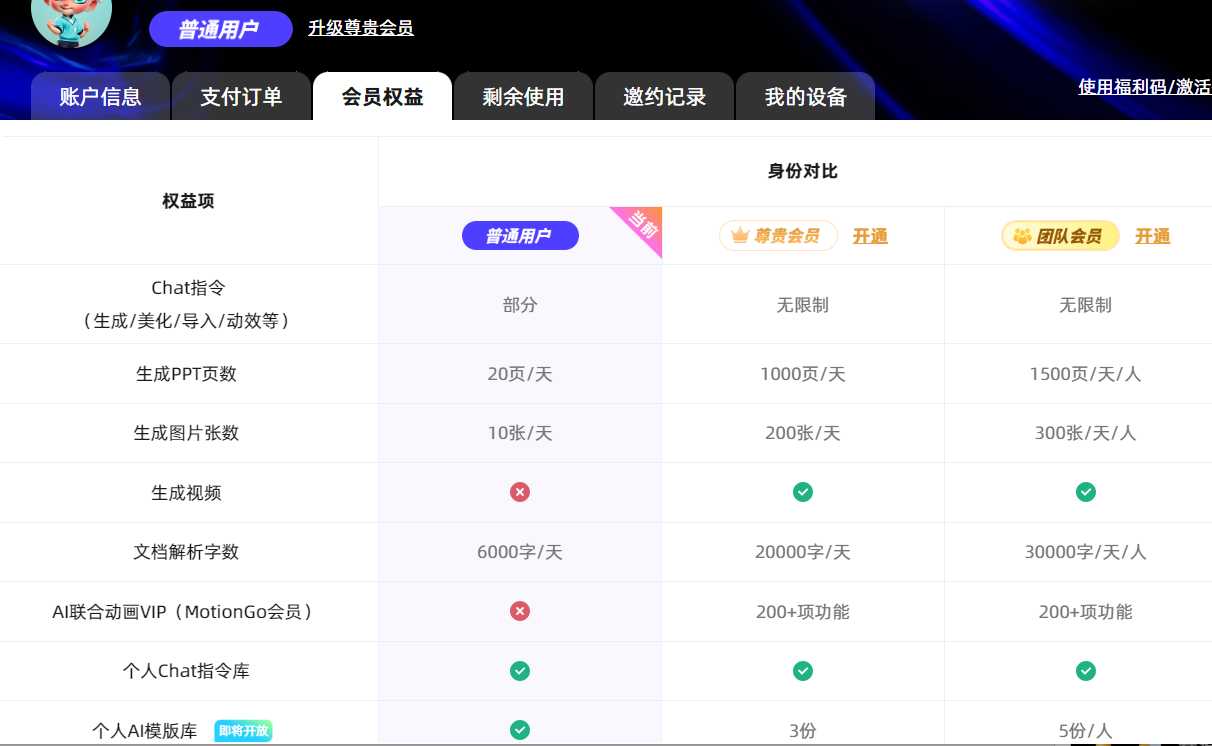 普通用户 升级尊贵会员
账户信息 支付订单 会员权益 剩余使用 邀约记录 我的设备 使用福利码/激活
权益项 身份对比
普通用户 当前 尊贵会员 开通 团队会员 开通
Chat指令
（生成/美化/导入/动效等） 部分 无限制 无限制
生成PPT页数 20页/天 1000页/天 1500页/天/人
生成图片张数 10张/天 200张/天 300张/天/人
生成视频
文档解析字数 6000字/天 20000字/天 30000字/天/人
AI联合动画VIP（MotionGo会员） 200+项功能 200+项功能
个人Chat指令库
个人AI模版库 即将开放 3份 5份/人